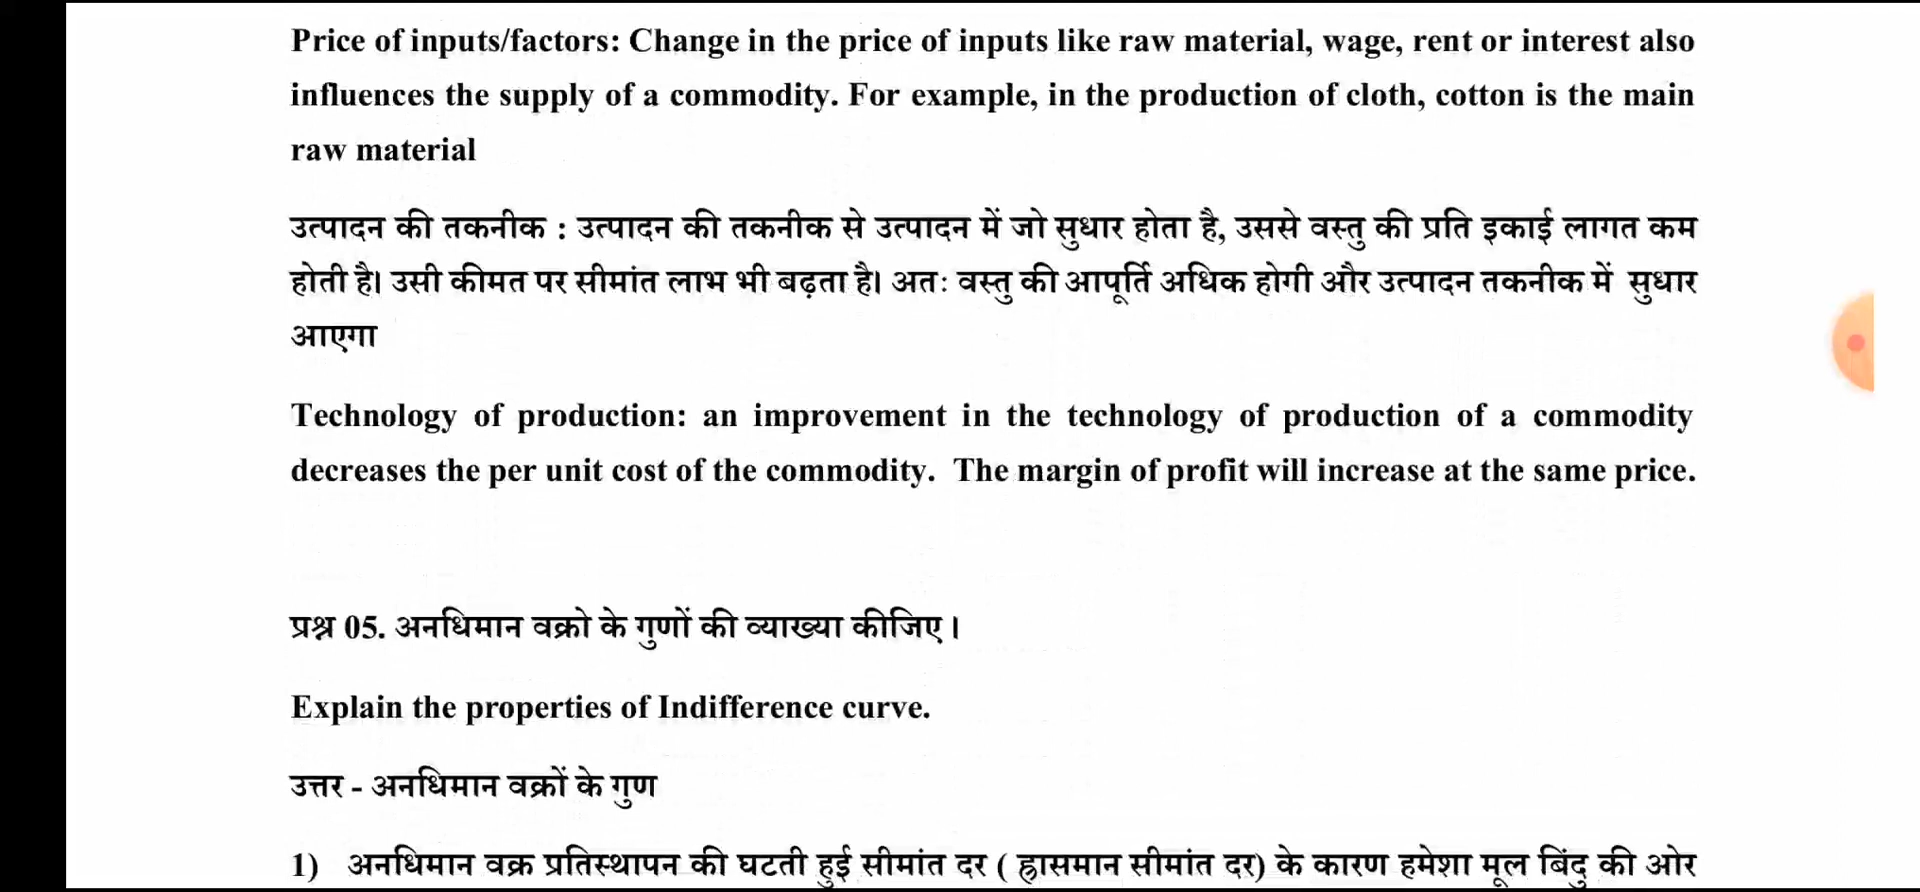 Price of inputs/factors: Change in the price of inputs like raw material, wage, rent or interest also
influences the supply of a commodity. For example, in the production of cloth, cotton is the main
raw material
उत्पादन की तकनीक : उत्पादन की तकनीक से उत्पादन में जो सुधार होता है, उससे वस्तु की प्रति इकाई लागत कम
होती है। उसी कीमत पर सीमांत लाभ भी बढ़ता है। अतः वस्तु की आपूर्ति अधिक होगी और उत्पादन तकनीक में सुधार
आएगा
Technology of production: an improvement in the technology of production of a commodity
decreases the per unit cost of the commodity. The margin of profit will increase at the same price.
प्रश्न 05. अनधिमान वक्रो के गुणों की व्याख्या कीजिए।
Explain the properties of Indifference curve.
उत्तर - अनधिमान वक्रों के गुण
1) अनधिमान वक्र प्रतिस्थापन की घटती हुई सीमांत दर ( ह्रासमान सीमांत दर) के कारण हमेशा मूल बिंदु की ओर